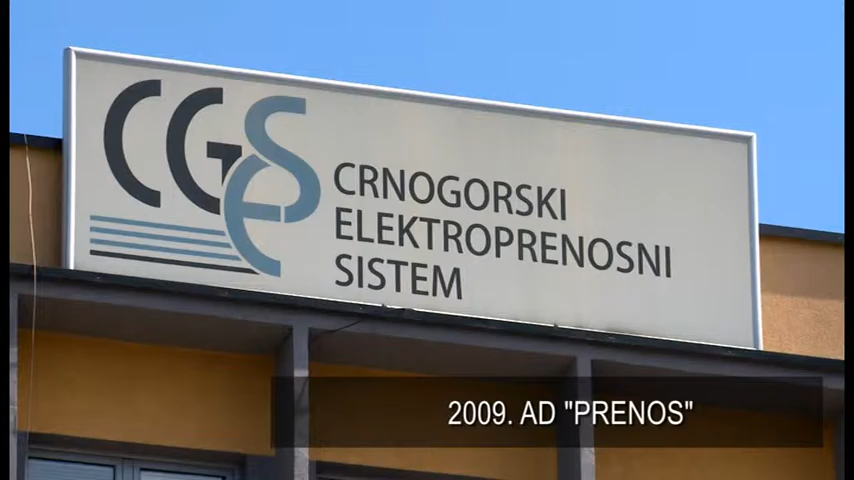 CGES
CRNOGORSKI
ELEKTROPRENOSNI
SISTEM
2009. AD "PRENOS"